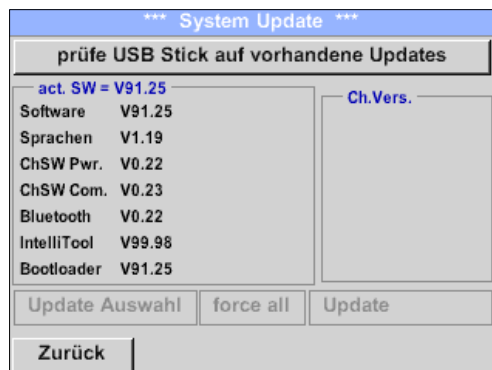 *** System Update ***
prüfe USB Stick auf vorhandene Updates
act. SW = V91.25
Software V91.25
Sprachen V1.19
ChSW Pwr. V0.22
ChSW Com. V0.23
Bluetooth V0.22
IntelliTool V99.98
Bootloader V91.25
Ch.Vers.
Update Auswahl force all Update
Zurück